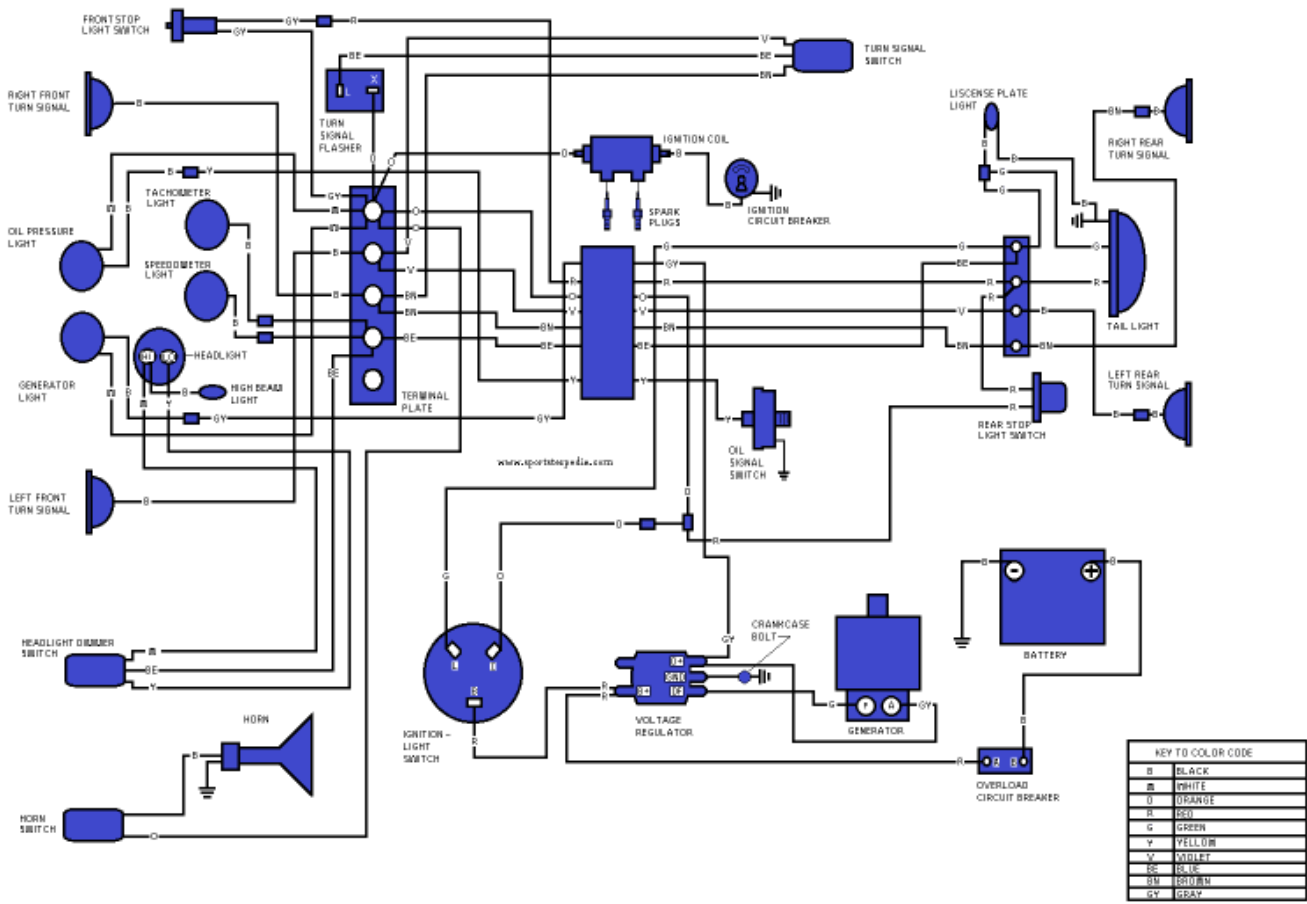 FRONT STOP
LIGHT SWITCH
TURN SIGNAL
SWITCH
RIGHT FRONT
TURN SIGNAL
TURN
SIGNAL
FLASHER
LISCENSE PLATE
LIGHT
RIGHT REAR
TURN SIGNAL
IGNITION COIL
IGNITION
CIRCUIT BREAKER
SPARK
PLUGS
TACHOMETER
LIGHT
OIL PRESSURE
LIGHT
SPEEDOMETER
LIGHT
HEADLIGHT
HIGH BEAM
LIGHT
GENERATOR
LIGHT
TERMINAL
PLATE
TAIL LIGHT
LEFT REAR
TURN SIGNAL
REAR STOP
LIGHT SWITCH
OIL
SIGNAL
SWITCH
www.sportsterpedia.com
LEFT FRONT
TURN SIGNAL
HEADLIGHT DIMMER
SWITCH
HORN
HORN
SWITCH
IGNITION-
LIGHT
SWITCH
CRANKCASE
BOLT
D+
GND
B+ DF
VOLTAGE
REGULATOR
F A
GENERATOR
- +
BATTERY
OVERLOAD
CIRCUIT BREAKER
KEY TO COLOR CODE
B BLACK
W WHITE
O ORANGE
R RED
G GREEN
Y YELLOW
V VIOLET
BE BLUE
BN BROWN
GY GRAY